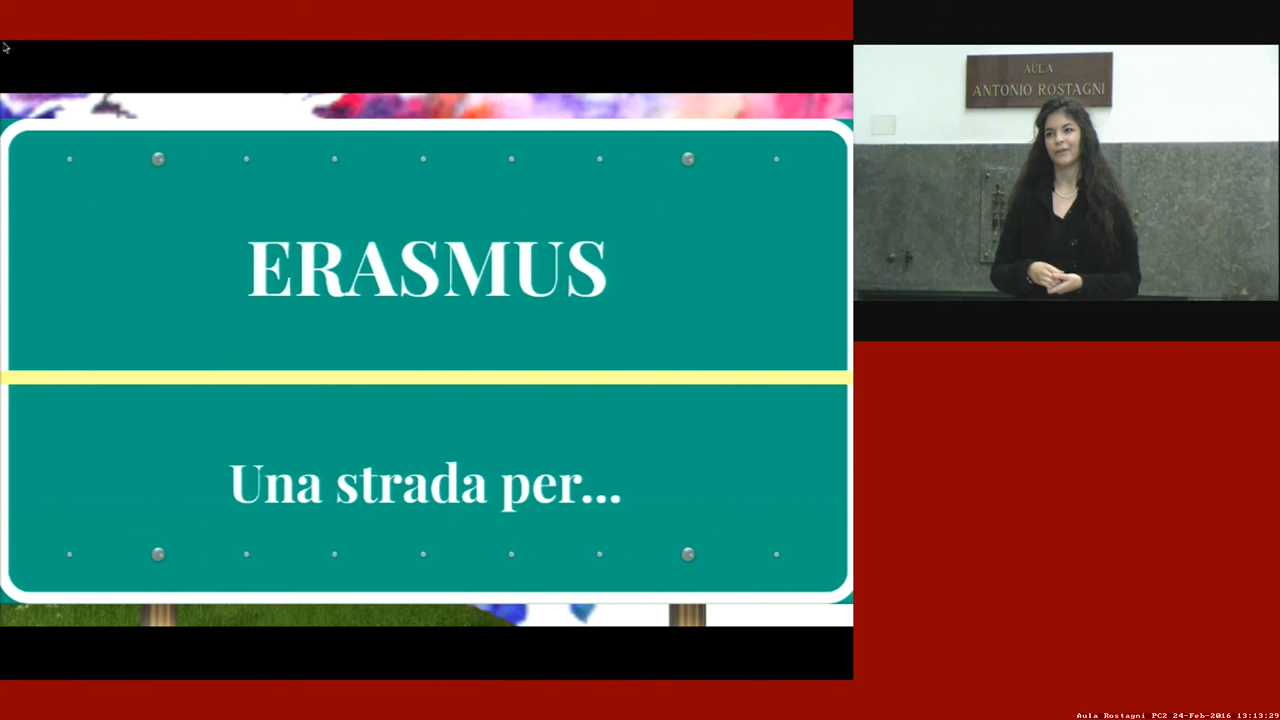 ERASMUS
Una strada per...
AULA
ANTONIO ROSTAGNI
Aula Rostagni PC2 24-Feb-2016 13:13:29